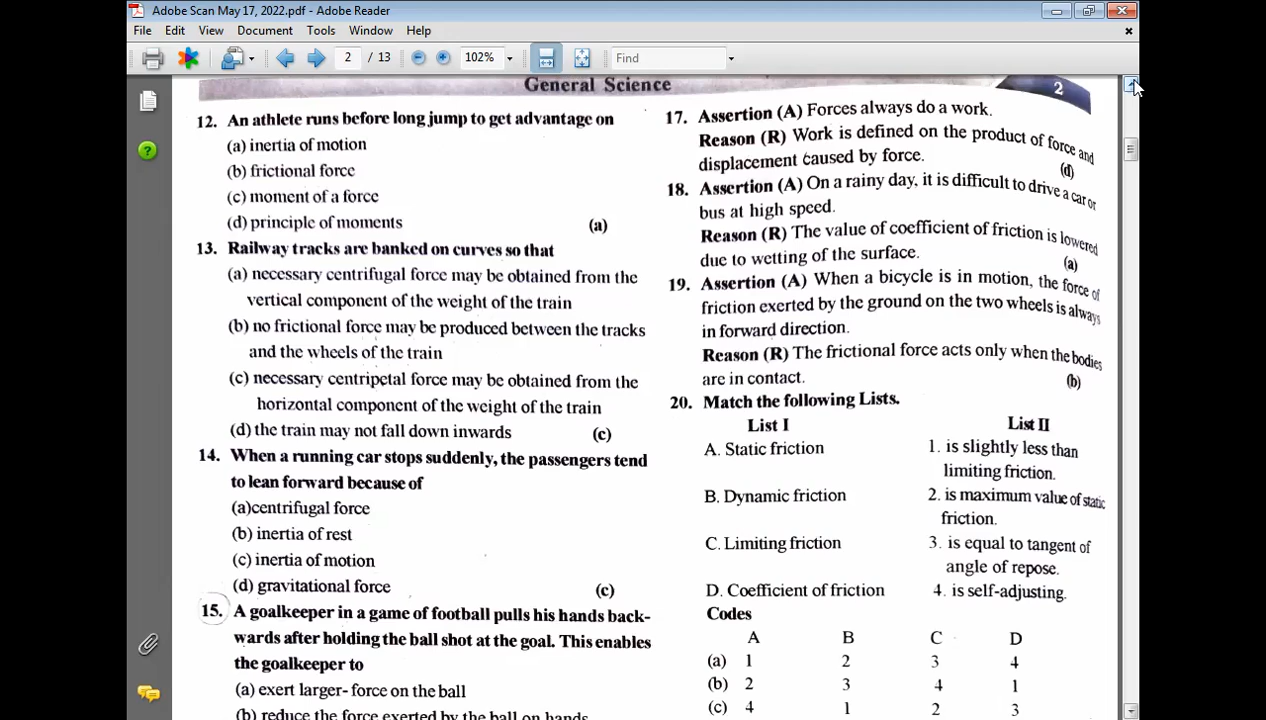 Adobe Scan May 17, 2022.pdf - Adobe Reader
File Edit View Document Tools Window Help
2 / 13 102% Find
General Science
2
12. An athlete runs before long jump to get advantage on
(a) inertia of motion
(b) frictional force
(c) moment of a force
(d) principle of moments (a)
13. Railway tracks are banked on curves so that
(a) necessary centrifugal force may be obtained from the
vertical component of the weight of the train
(b) no frictional force may be produced between the tracks
and the wheels of the train
(c) necessary centripetal force may be obtained from the
horizontal component of the weight of the train
(d) the train may not fall down inwards (c)
14. When a running car stops suddenly, the passengers tend
to lean forward because of
(a)centrifugal force
(b) inertia of rest
(c) inertia of motion
(d) gravitational force (c)
15. A goalkeeper in a game of football pulls his hands back-
wards after holding the ball shot at the goal. This enables
the goalkeeper to
(a) exert larger- force on the ball
(b) reduce the force exerted by the ball on hands
17. Assertion (A) Forces always do a work.
Reason (R) Work is defined on the product of force and
displacement caused by force. (d)
18. Assertion (A) On a rainy day, it is difficult to drive a car or
bus at high speed.
Reason (R) The value of coefficient of friction is lowered
due to wetting of the surface. (a)
19. Assertion (A) When a bicycle is in motion, the force of
friction exerted by the ground on the two wheels is always
in forward direction.
Reason (R) The frictional force acts only when the bodies
are in contact. (b)
20. Match the following Lists.
List I List II
A. Static friction 1. is slightly less than
limiting friction.
B. Dynamic friction 2. is maximum value of static
friction.
C. Limiting friction 3. is equal to tangent of
angle of repose.
D. Coefficient of friction 4. is self-adjusting.
Codes
A B C D
(a) 1 2 3 4
(b) 2 3 4 1
(c) 4 1 2 3